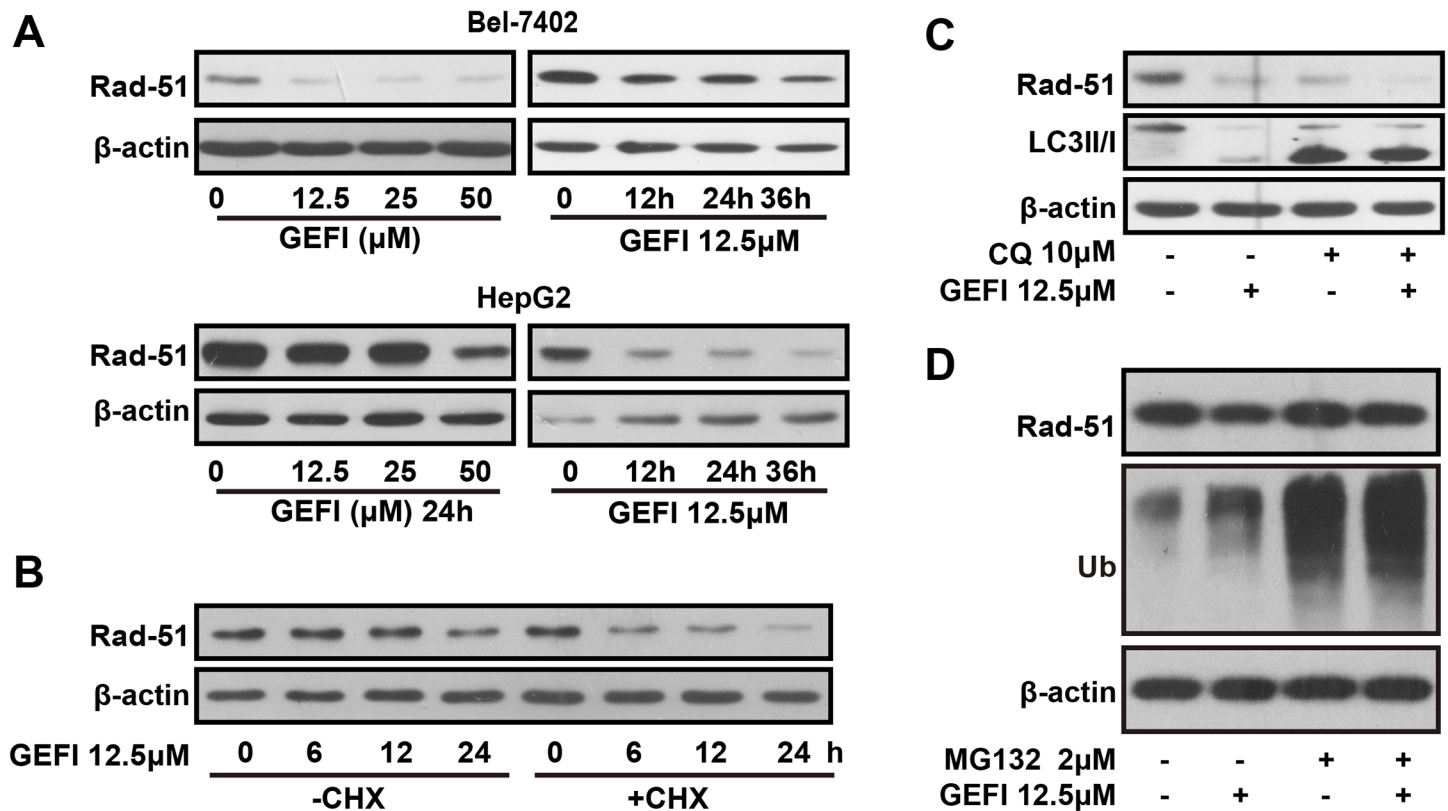 A
Bel-7402
Rad-51
β-actin
0 12.5 25 50
GEFI (μM)
0 12h 24h 36h
GEFI 12.5μM
HepG2
Rad-51
β-actin
0 12.5 25 50
GEFI (μM) 24h
0 12h 24h 36h
GEFI 12.5μM
B
Rad-51
β-actin
GEFI 12.5μM 0 6 12 24 0 6 12 24 h
-CHX +CHX
C
Rad-51
LC3II/I
β-actin
CQ 10μM - - + +
GEFI 12.5μM - + - +
D
Rad-51
Ub
β-actin
MG132 2μM - - + +
GEFI 12.5μM - + - +